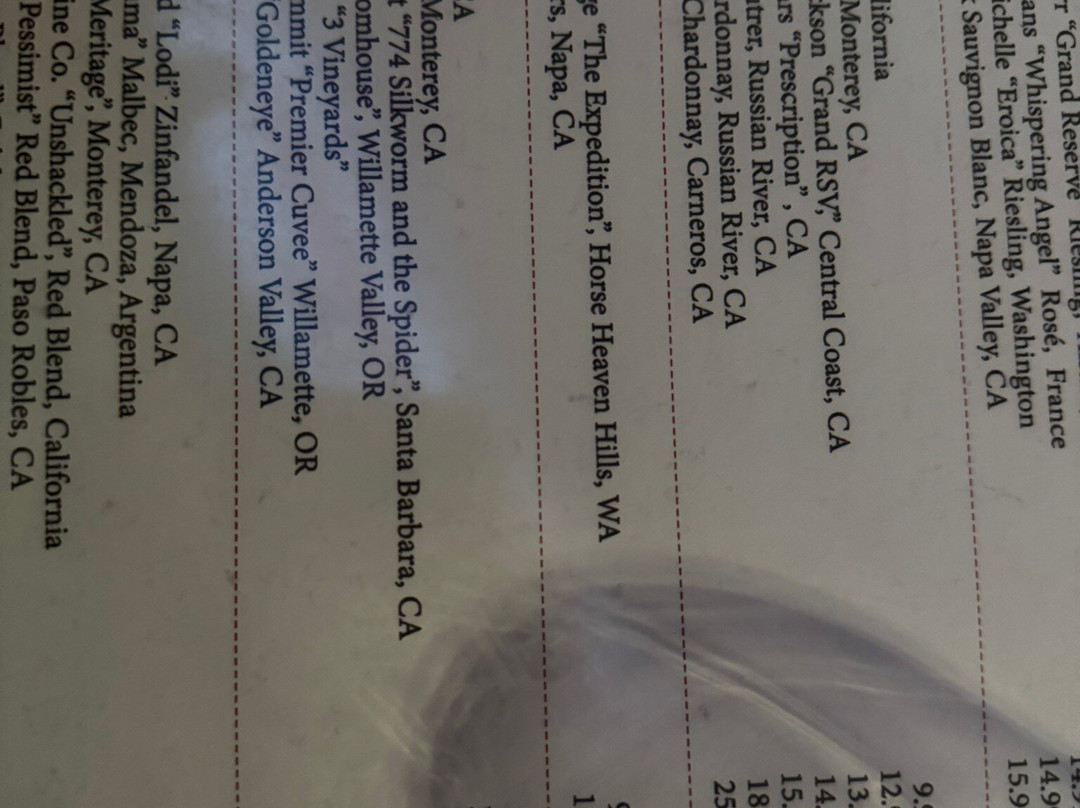 "Grand Reserve" Riesling,
"Whispering Angel" Rosé, France 14.9
"Eroica" Riesling, Washington 15.9
Sauvignon Blanc, Napa Valley, CA
California 9.
Monterey, CA 12.
"Grand RSV," Central Coast, CA 13
"Prescription", CA 14.
Russian River, CA 15.
Russian River, CA 18
Chardonnay, Carneros, CA 25
"The Expedition", Horse Heaven Hills, WA
Napa, CA 1
CA
Monterey, CA
"774 Silkworm and the Spider", Santa Barbara, CA
Willamette Valley, OR
"3 Vineyards"
"Premier Cuvee" Willamette, OR
"Goldeneye" Anderson Valley, CA
"Lodi" Zinfandel, Napa, CA
Malbec, Mendoza, Argentina
Meritage", Monterey, CA
Co. "Unshackled", Red Blend, California
Pessimist" Red Blend, Paso Robles, CA